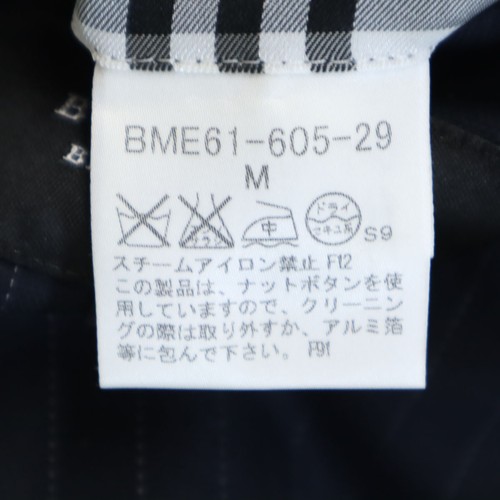 BME61-605-29
M
中 ドライ
セキユ系 S9
スチームアイロン禁止 F12
この製品は、ナットボタンを使
用していますので、クリーニン
グの際は取り外すか、アルミ箔
等に包んで下さい。 F91